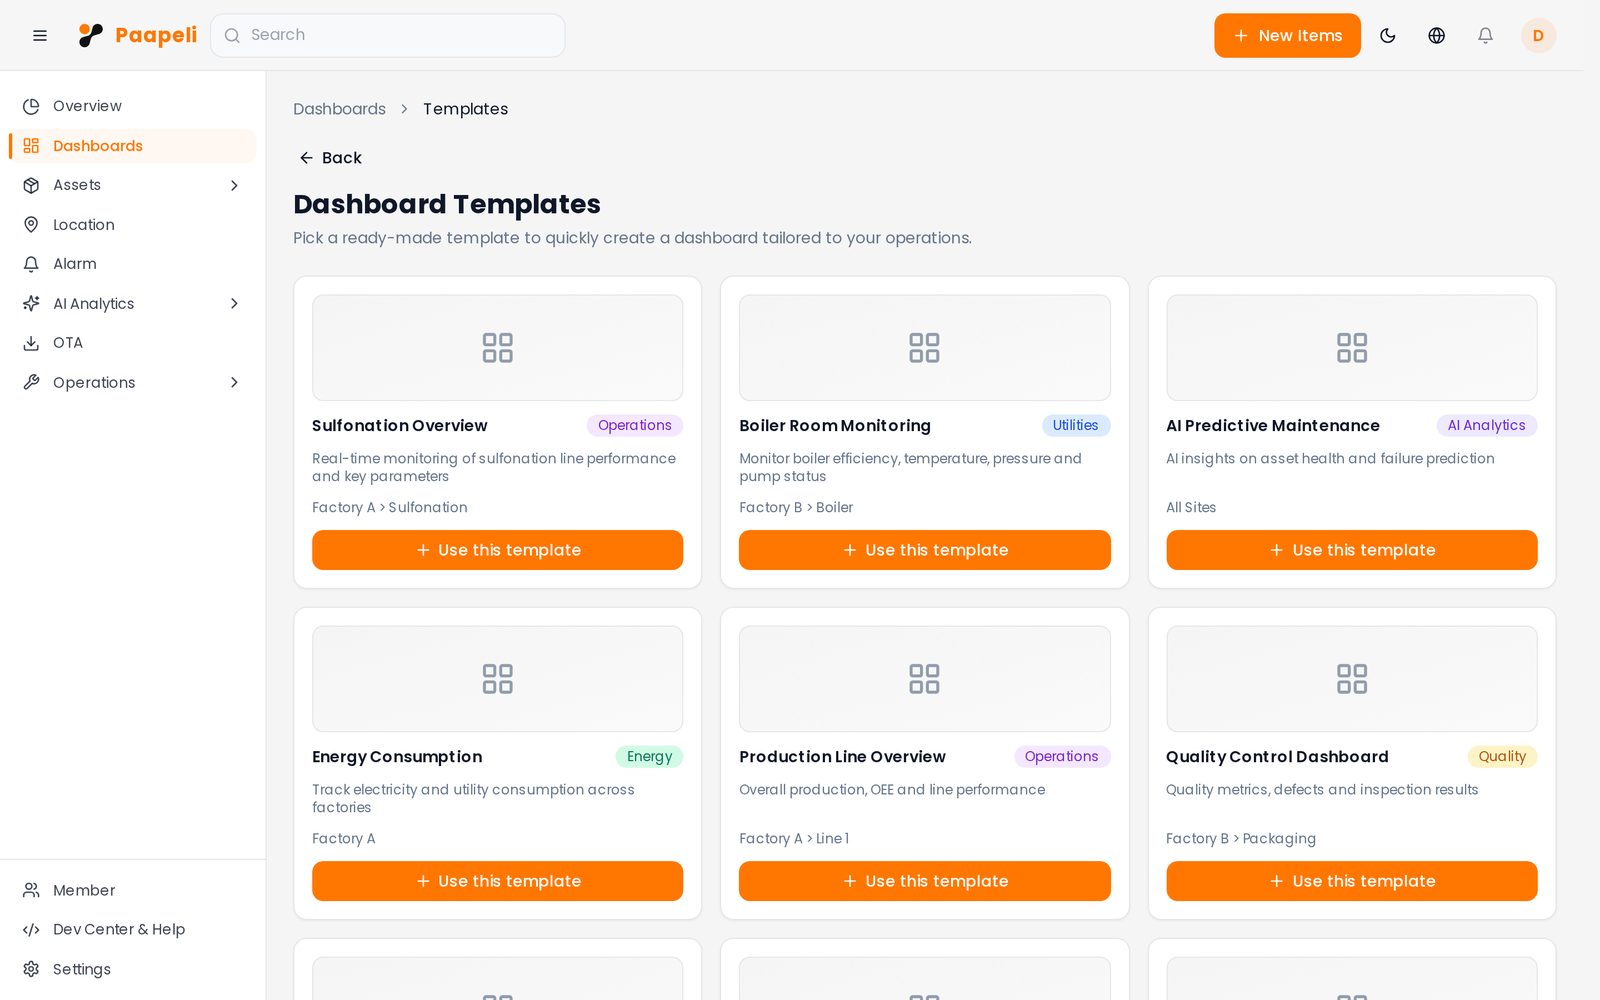 Paapeli
Search
New Items
D
Overview
Dashboards
Assets
Location
Alarm
AI Analytics
OTA
Operations
Member
Dev Center & Help
Settings
Dashboards > Templates
Back
Dashboard Templates
Pick a ready-made template to quickly create a dashboard tailored to your operations.
Sulfonation Overview
Operations
Real-time monitoring of sulfonation line performance
and key parameters
Factory A > Sulfonation
+ Use this template
Boiler Room Monitoring
Utilities
Monitor boiler efficiency, temperature, pressure and
pump status
Factory B > Boiler
+ Use this template
AI Predictive Maintenance
AI Analytics
AI insights on asset health and failure prediction
All Sites
+ Use this template
Energy Consumption
Energy
Track electricity and utility consumption across
factories
Factory A
+ Use this template
Production Line Overview
Operations
Overall production, OEE and line performance
Factory A > Line 1
+ Use this template
Quality Control Dashboard
Quality
Quality metrics, defects and inspection results
Factory B > Packaging
+ Use this template